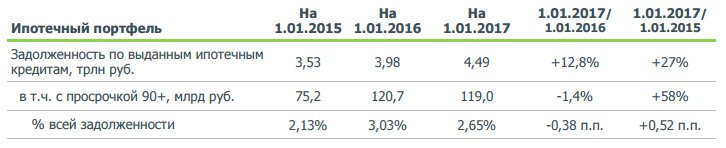 Ипотечный портфель На 1.01.2015 На 1.01.2016 На 1.01.2017 1.01.2017/ 1.01.2016 1.01.2017/ 1.01.2015
Задолженность по выданным ипотечным
кредитам, трлн руб. 3,53 3,98 4,49 +12,8% +27%
в т.ч. с просрочкой 90+, млрд руб. 75,2 120,7 119,0 -1,4% +58%
% всей задолженности 2,13% 3,03% 2,65% -0,38 п.п. +0,52 п.п.